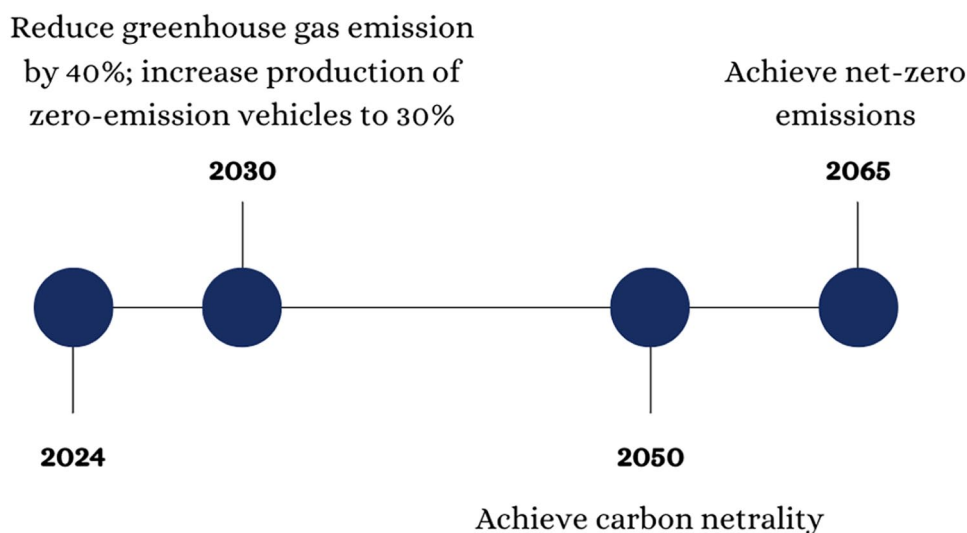 Reduce greenhouse gas emission
by 40%; increase production of
zero-emission vehicles to 30%
2030
Achieve net-zero
emissions
2065
2024
2050
Achieve carbon netrality